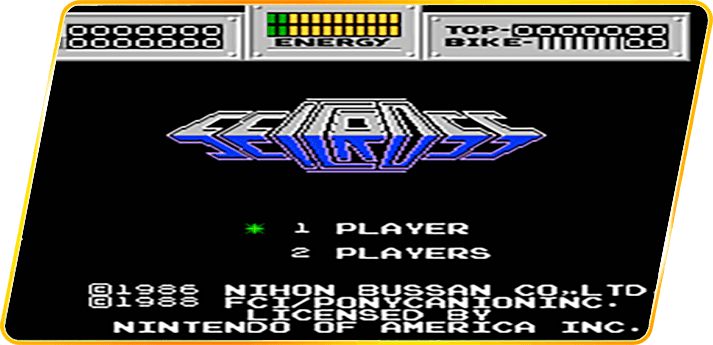 0000000 ENERGY TOP-0000000
0000000 BIKE-00
SEICROSS
* 1 PLAYER
2 PLAYERS
©1986 NIHON BUSSAN CO.,LTD
©1988 FCI/PONYCANIONINC.
LICENSED BY
NINTENDO OF AMERICA INC.